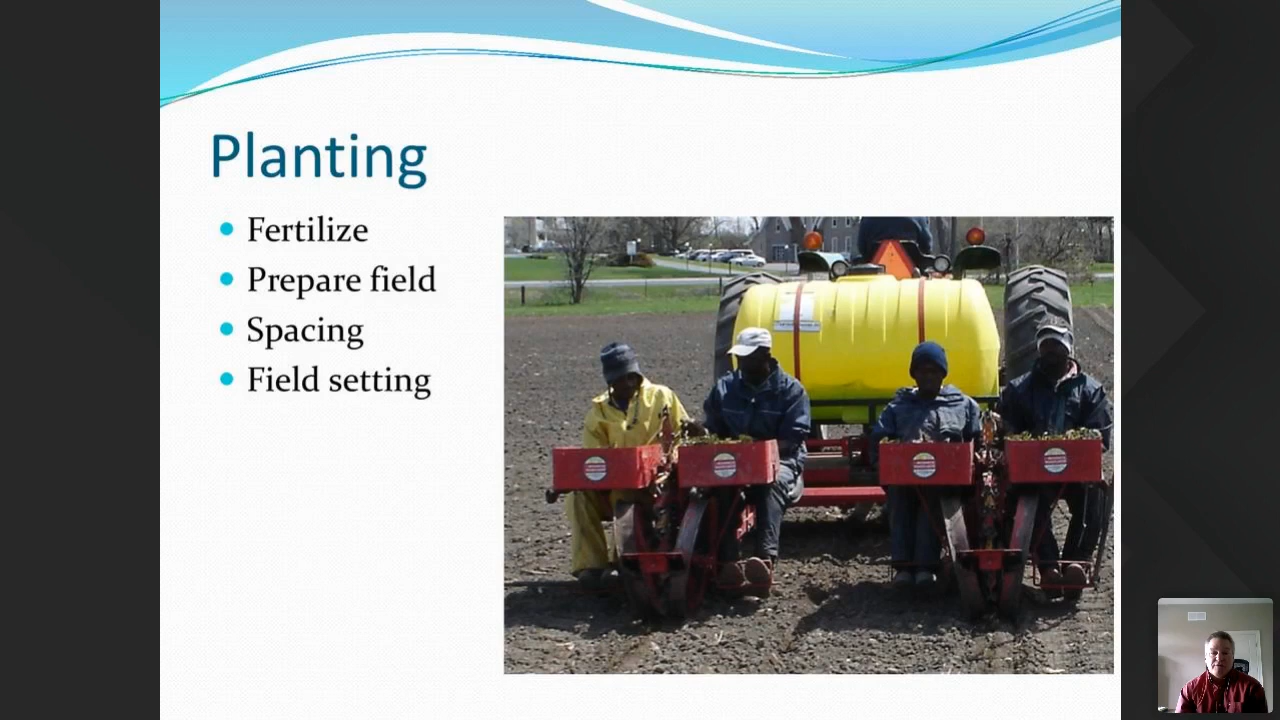 Planting
Fertilize
Prepare field
Spacing
Field setting